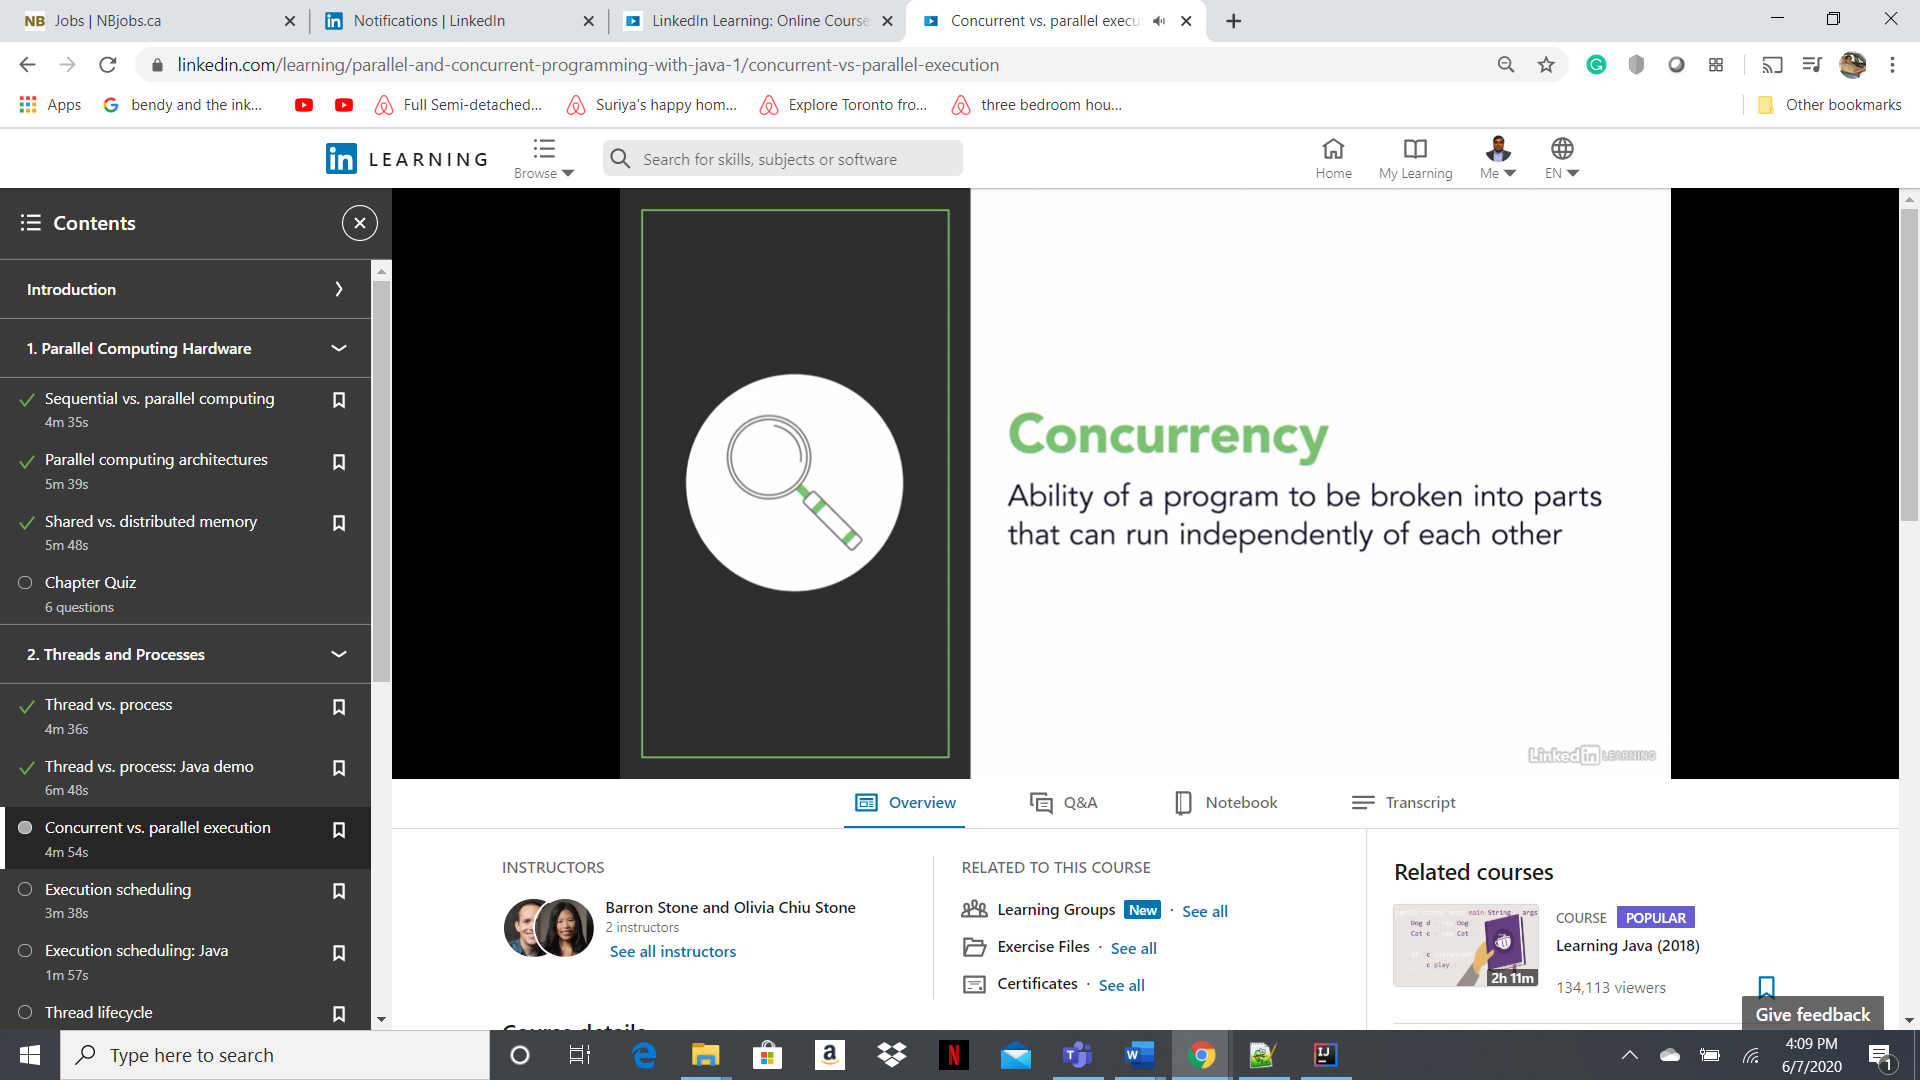 NB Jobs | NBjobs.ca
in Notifications | LinkedIn
LinkedIn Learning: Online Course
Concurrent vs. parallel execu
linkedin.com/learning/parallel-and-concurrent-programming-with-java-1/concurrent-vs-parallel-execution
Apps
bendy and the ink...
Full Semi-detached...
Suriya's happy hom...
Explore Toronto fro...
three bedroom hou...
Other bookmarks
in LEARNING
Browse
Search for skills, subjects or software
Home
My Learning
Me
EN
Contents
Introduction
1. Parallel Computing Hardware
Sequential vs. parallel computing
4m 35s
Parallel computing architectures
5m 39s
Shared vs. distributed memory
5m 48s
Chapter Quiz
6 questions
2. Threads and Processes
Thread vs. process
4m 36s
Thread vs. process: Java demo
6m 48s
Concurrent vs. parallel execution
4m 54s
Execution scheduling
3m 38s
Execution scheduling: Java
1m 57s
Thread lifecycle
Concurrency
Ability of a program to be broken into parts
that can run independently of each other
Linked in LEARNING
Overview
Q&A
Notebook
Transcript
INSTRUCTORS
Barron Stone and Olivia Chiu Stone
2 instructors
See all instructors
RELATED TO THIS COURSE
Learning Groups New · See all
Exercise Files · See all
Certificates · See all
Course details
Related courses
2h 11m
COURSE POPULAR
Learning Java (2018)
134,113 viewers
Give feedback
Type here to search
4:09 PM
6/7/2020
1